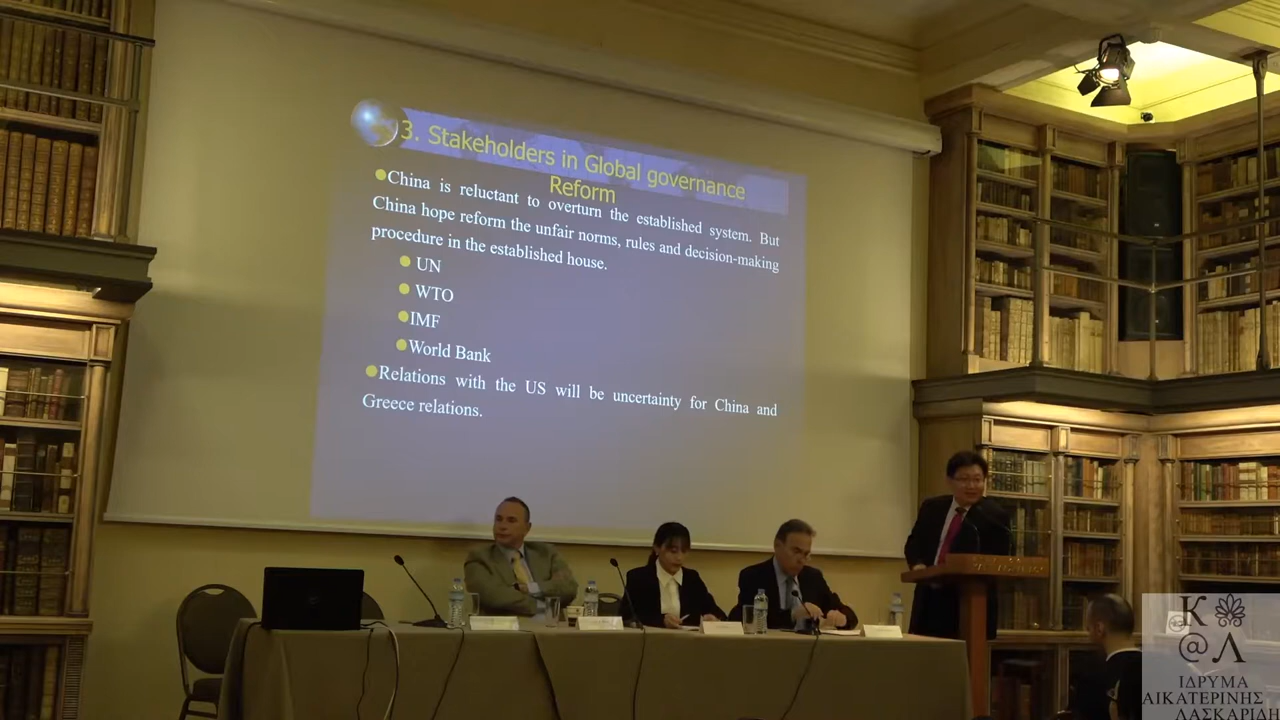 3. Stakeholders in Global governance
Reform
China is reluctant to overturn the established system. But
China hope reform the unfair norms, rules and decision-making
procedure in the established house.
UN
WTO
IMF
World Bank
Relations with the US will be uncertainty for China and
Greece relations.
Κ
@ Λ
ΙΔΡΥΜΑ
ΑΙΚΑΤΕΡΙΝΗΣ
ΛΑΣΚΑΡΙΔΗ